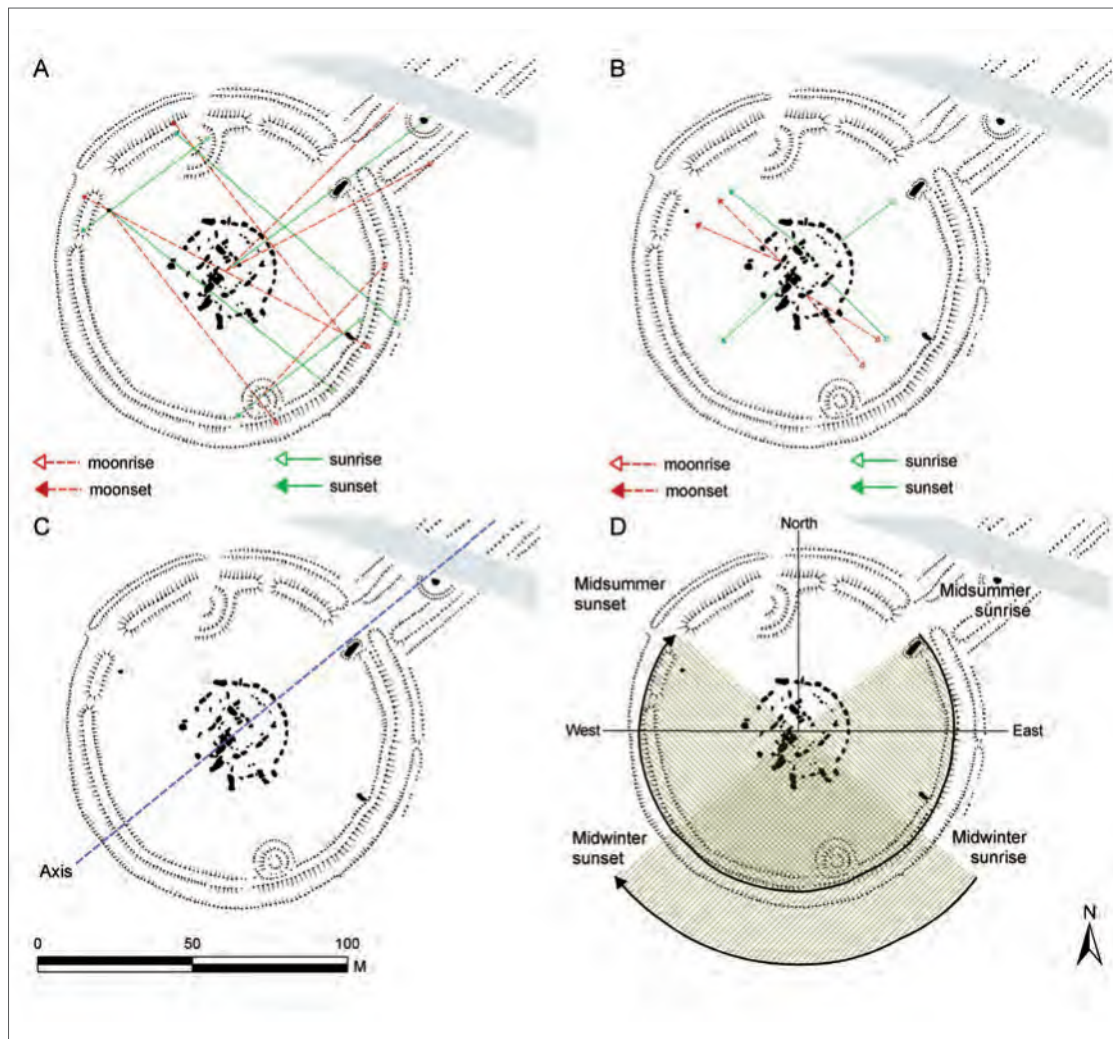 A
B
moonrise
sunrise
moonset
sunset
moonrise
sunrise
moonset
sunset
C
D
North
Midsummer
sunset
Midsummer
sunrise
West
East
Midwinter
sunset
Midwinter
sunrise
Axis
N
0
50
100
M